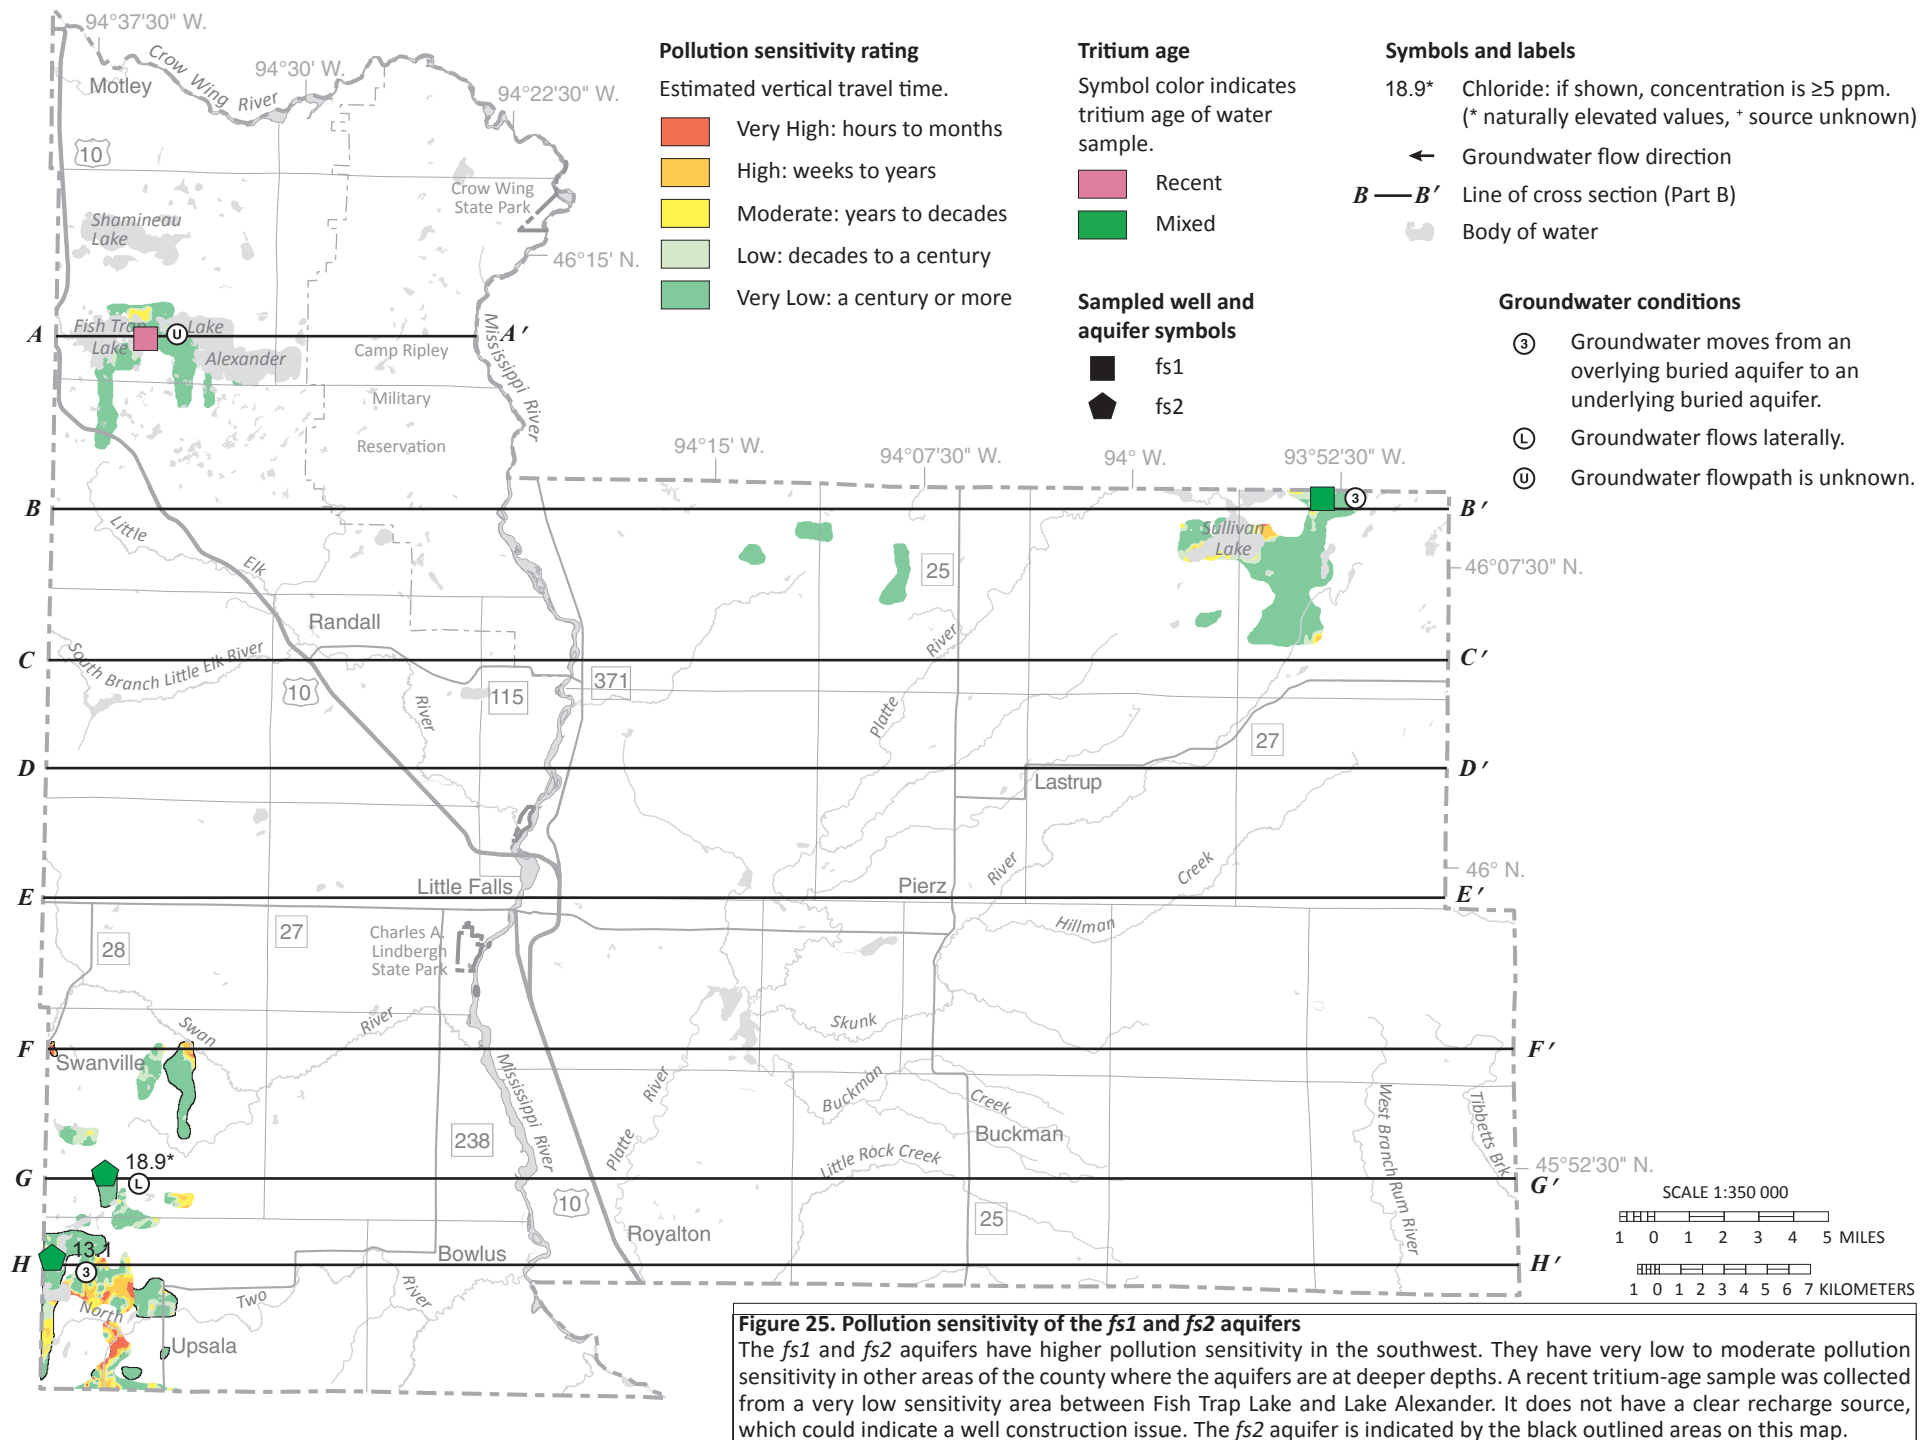 94°37'30" W.
Crow Wing River
Motley
94°30' W.
94°22'30" W.
10
Crow Wing
State Park
Shamineau
Lake
46°15' N.
A
Fish Trap
Lake
U
Lake
Alexander
A'
Camp Ripley
Military
Reservation
Mississippi River
Pollution sensitivity rating
Estimated vertical travel time.
Very High: hours to months
High: weeks to years
Moderate: years to decades
Low: decades to a century
Very Low: a century or more
Tritium age
Symbol color indicates
tritium age of water
sample.
Recent
Mixed
Sampled well and
aquifer symbols
fs1
fs2
Symbols and labels
18.9* Chloride: if shown, concentration is ≥5 ppm.
(* naturally elevated values, + source unknown)
Groundwater flow direction
B B' Line of cross section (Part B)
Body of water
Groundwater conditions
3 Groundwater moves from an
overlying buried aquifer to an
underlying buried aquifer.
L Groundwater flows laterally.
U Groundwater flowpath is unknown.
94°15' W.
94°07'30" W.
94° W.
93°52'30" W.
B
3
B'
Little
Elk
Sullivan
Lake
25
46°07'30" N.
Randall
River
C
South Branch Little Elk River
C'
10
115
371
River
Platte
27
D
D'
Lastrup
River
Creek
46° N.
Little Falls
Pierz
E
E'
28
27
Charles A.
Lindbergh
State Park
Hillman
Swan
River
Skunk
F
Swanville
F'
Mississippi River
River
Platte
Buckman
Creek
Buckman
West Branch Rum River
Tibbetts Brk
238
Little Rock Creek
18.9*
45°52'30" N.
G
L
G'
10
25
Royalton
Bowlus
H
13.1
3
H'
North
Two
River
Upsala
SCALE 1:350 000
1 0 1 2 3 4 5 MILES
1 0 1 2 3 4 5 6 7 KILOMETERS
Figure 25. Pollution sensitivity of the fs1 and fs2 aquifers
The fs1 and fs2 aquifers have higher pollution sensitivity in the southwest. They have very low to moderate pollution
sensitivity in other areas of the county where the aquifers are at deeper depths. A recent tritium-age sample was collected
from a very low sensitivity area between Fish Trap Lake and Lake Alexander. It does not have a clear recharge source,
which could indicate a well construction issue. The fs2 aquifer is indicated by the black outlined areas on this map.